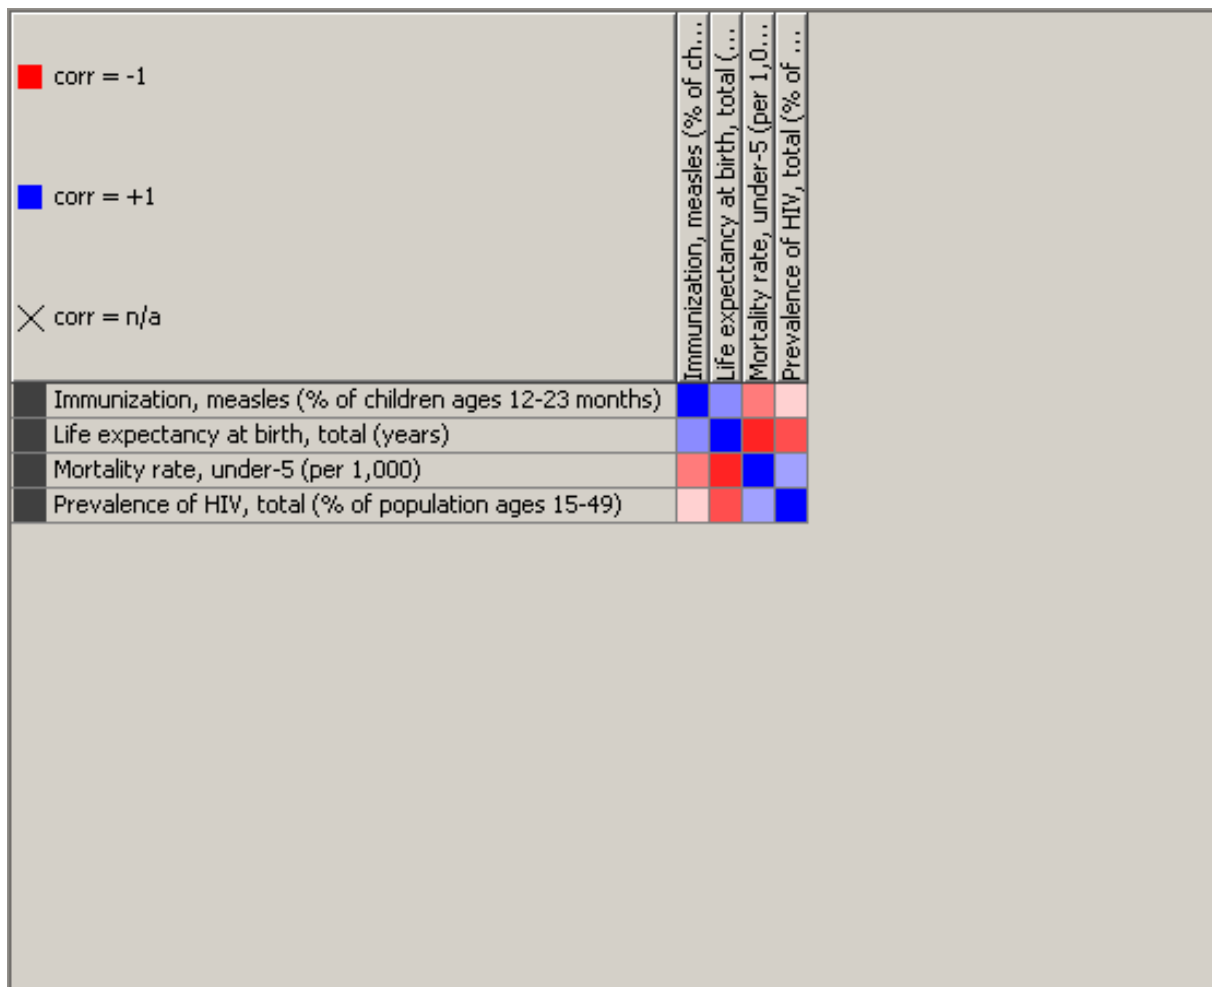 corr = -1
corr = +1
corr = n/a
Immunization, measles (% of ch...
Life expectancy at birth, total (...
Mortality rate, under-5 (per 1,0...
Prevalence of HIV, total (% of ...
Immunization, measles (% of children ages 12-23 months)
Life expectancy at birth, total (years)
Mortality rate, under-5 (per 1,000)
Prevalence of HIV, total (% of population ages 15-49)